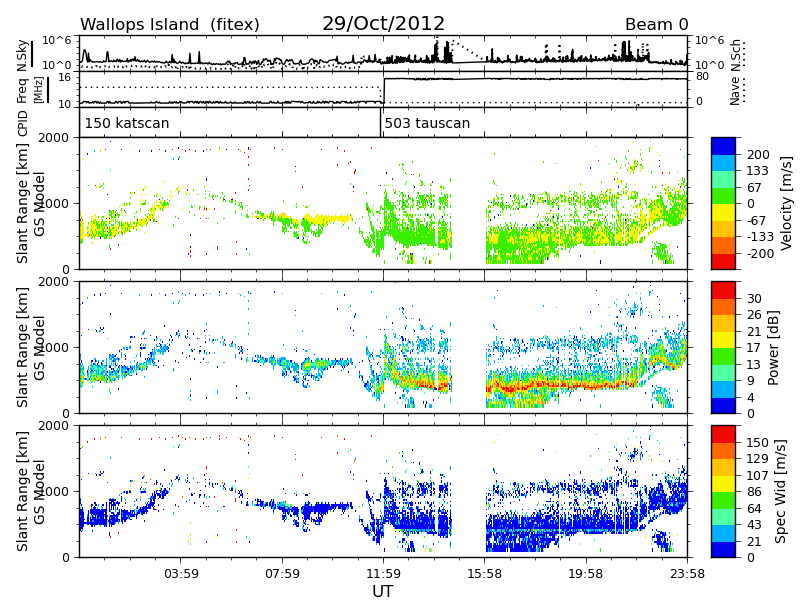 Wallops Island  (fitex) 29/Oct/2012 Beam 0
N.Sky 10^6 10^0 10^6 10^0 N.Sch
Freq [MHz] 16 10 80 0 Nave
CPID 150 katscan 503 tauscan
Slant Range [km]
GS Model
2000
1000
0
200
133
67
0
-67
-133
-200
Velocity [m/s]
Slant Range [km]
GS Model
2000
1000
0
30
26
21
17
13
9
4
0
Power [dB]
Slant Range [km]
GS Model
2000
1000
0
150
129
107
86
64
43
21
0
Spec Wid [m/s]
03:59 07:59 11:59 15:58 19:58 23:58
UT